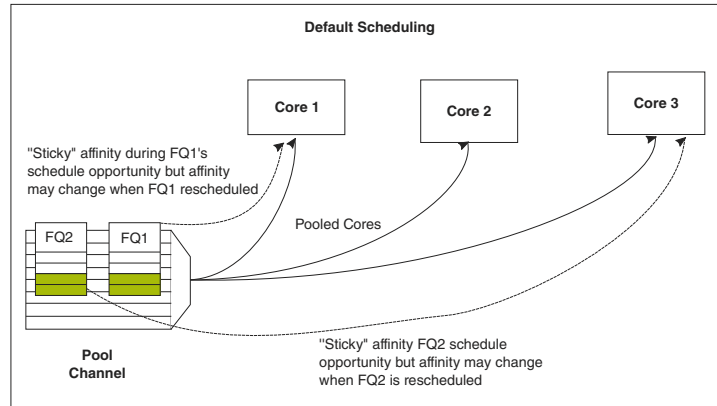 Default Scheduling
Core 1
Core 2
Core 3
"Sticky" affinity during FQ1's
schedule opportunity but affinity
may change when FQ1 rescheduled
Pooled Cores
FQ2
FQ1
"Sticky" affinity FQ2 schedule
opportunity but affinity may change
when FQ2 is rescheduled
Pool
Channel